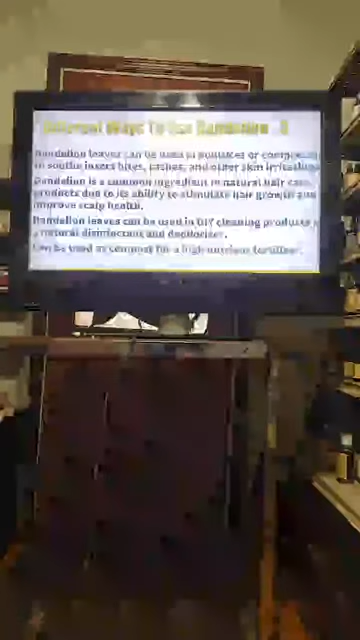 Different Ways To Use Dandelion - 2
Dandelion leaves can be used in poultices or compresses
to soothe insect bites, rashes, and other skin irritations
Dandelion is a common ingredient in natural hair care
products due to its ability to stimulate hair growth and
improve scalp health.
Dandelion leaves can be used in DIY cleaning products
natural disinfectant and deodorizer.
Can be used as compost for a high-nutrient fertilizer.